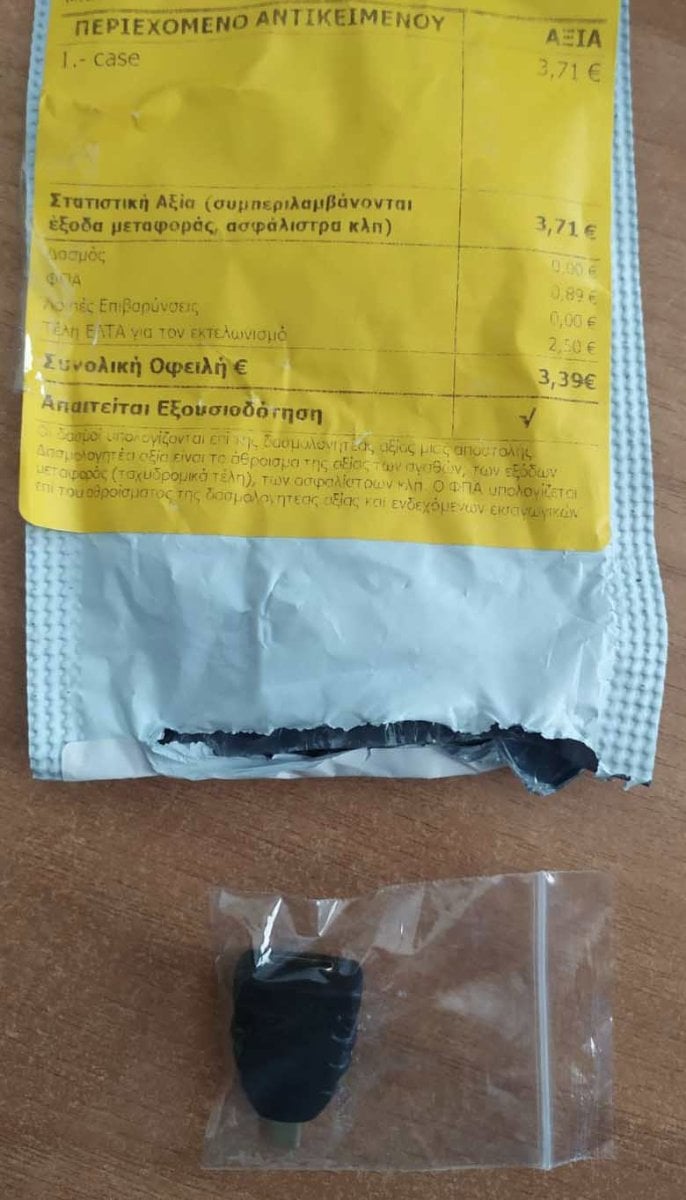 ΠΕΡΙΕΧΟΜΕΝΟ ΑΝΤΙΚΕΙΜΕΝΟΥ ΑΞΙΑ
1.- case 3,71 €
Στατιστική Αξία (συμπεριλαμβάνονται
έξοδα μεταφοράς, ασφάλιστρα κλπ) 3,71 €
Δασμός 0,00 €
ΦΠΑ 0,89 €
Λοιπές Επιβαρύνσεις 0,00 €
Τέλη ΕΛΤΑ για τον εκτελωνισμό 2,50 €
Συνολική Οφειλή € 3,39€
Απαιτείται Εξουσιοδότηση √
Οι δασμοί υπολογίζονται επί της δασμολογητέας αξίας μιας αποστολής
Δασμολογητέα αξία είναι το άθροισμα της αξίας των αγαθών, των εξόδων
μεταφοράς (ταχυδρομικά τέλη), των ασφαλίστρων κλπ. Ο ΦΠΑ υπολογίζεται
επί του αθροίσματος της δασμολογητέας αξίας και ενδεχόμενων εισαγωγικών